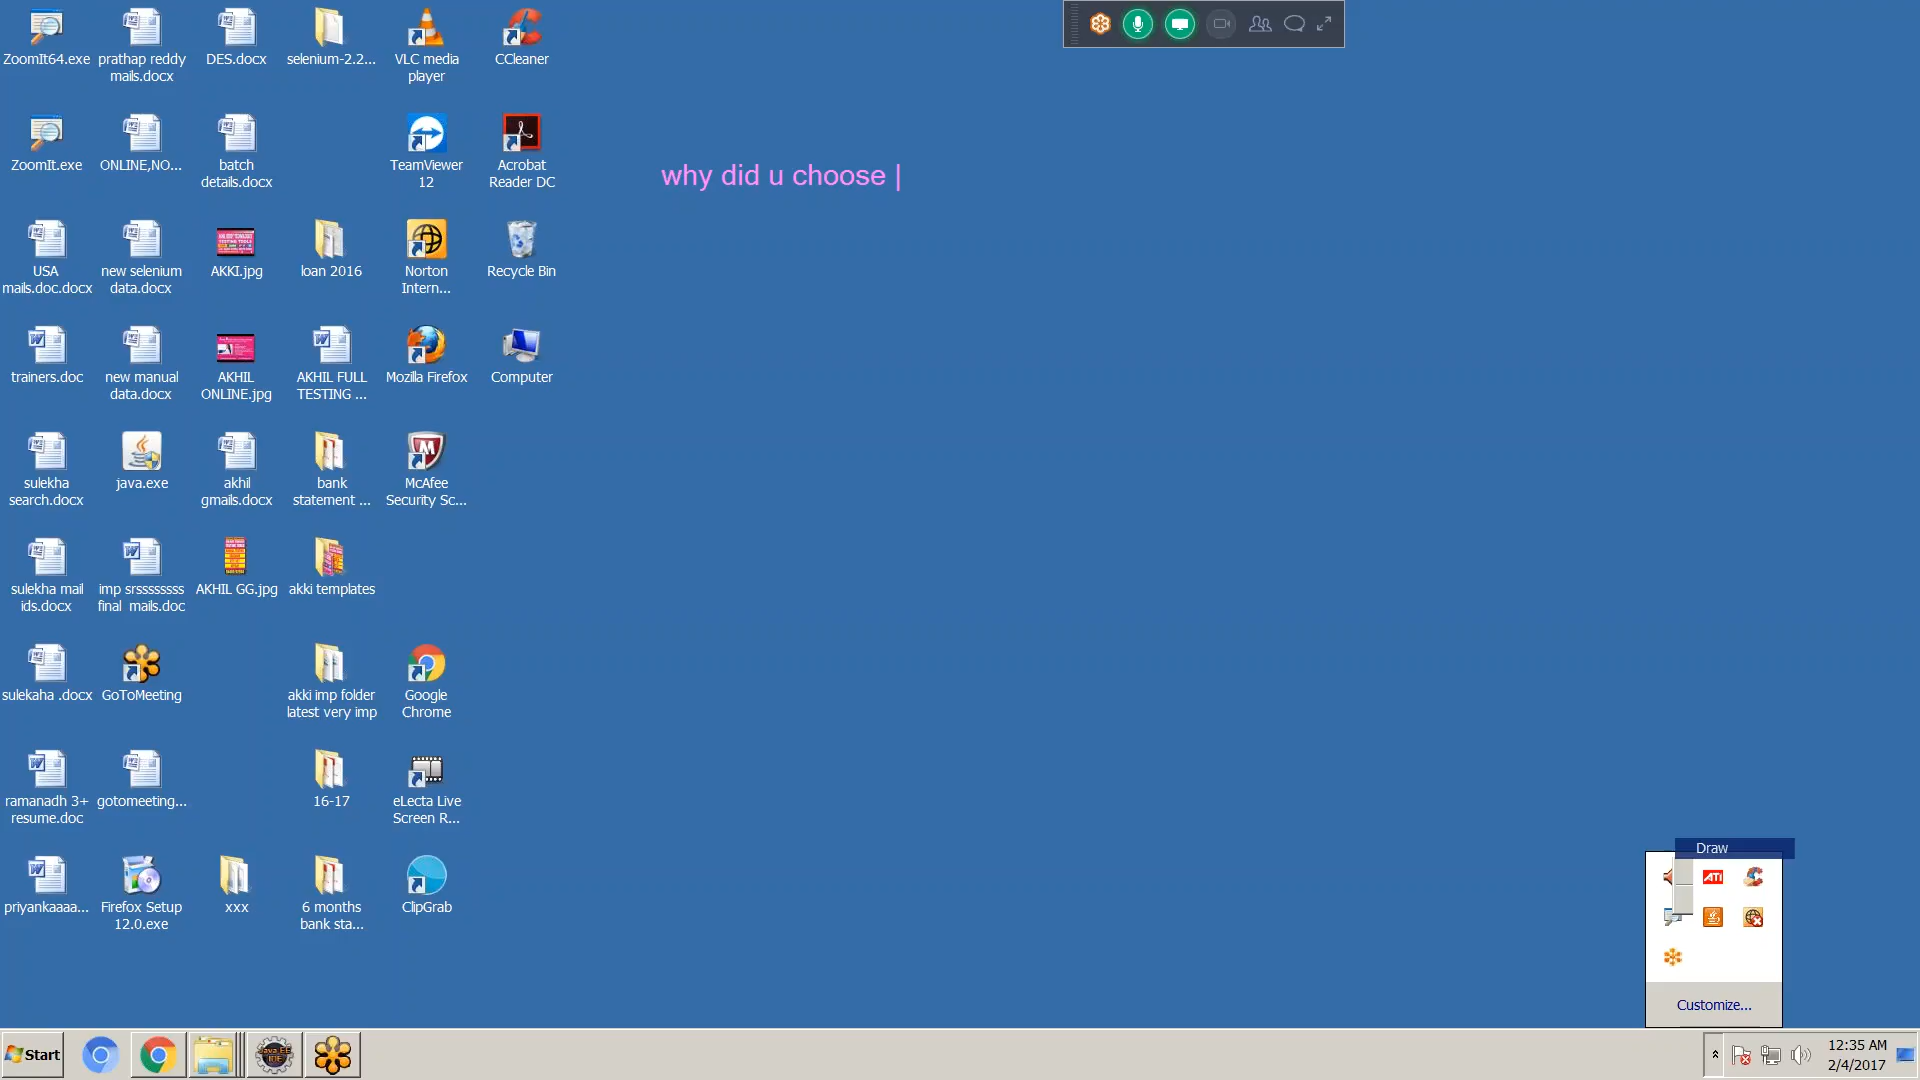 ZoomIt64.exe
prathap reddy
mails.docx
DES.docx
selenium-2.2...
VLC media
player
CCleaner
ZoomIt.exe
ONLINE,NO...
batch
details.docx
TeamViewer
12
Acrobat
Reader DC
why did u choose |
USA
mails.doc.docx
new selenium
data.docx
AKKI.jpg
loan 2016
Norton
Intern...
Recycle Bin
trainers.doc
new manual
data.docx
AKHIL
ONLINE.jpg
AKHIL FULL
TESTING ...
Mozilla Firefox
Computer
sulekha
search.docx
java.exe
akhil
gmails.docx
bank
statement ...
McAfee
Security Sc...
sulekha mail
ids.docx
imp srsssssssss
final mails.doc
AKHIL GG.jpg
akki templates
sulekaha .docx
GoToMeeting
akki imp folder
latest very imp
Google
Chrome
ramanadh 3+
resume.doc
gotomeeting...
16-17
eLecta Live
Screen R...
priyankaaaa...
Firefox Setup
12.0.exe
xxx
6 months
bank sta...
ClipGrab
Draw
ATI
Customize...
Start
Java EE
IDE
12:35 AM
2/4/2017